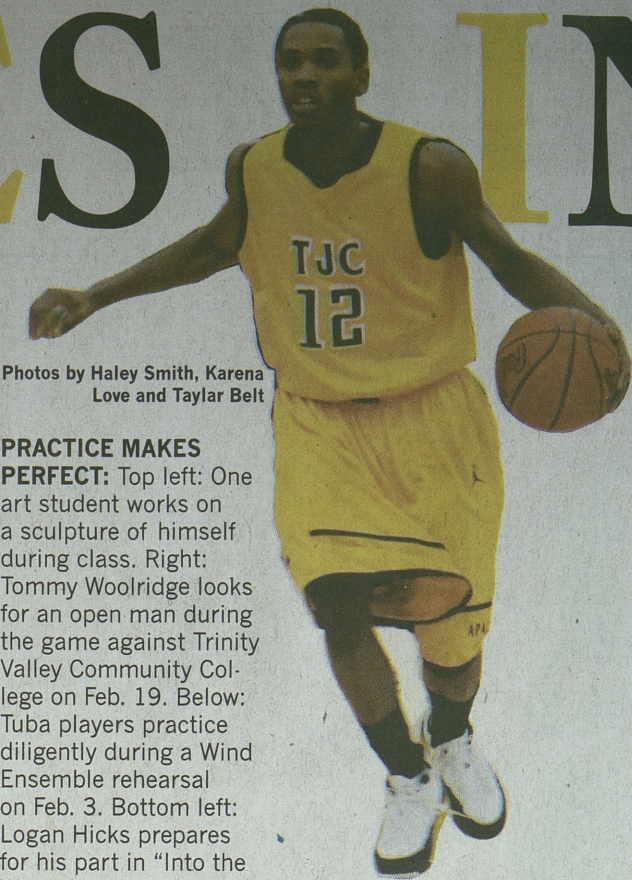 ES IN
TJC
12
Photos by Haley Smith, Karena
Love and Taylar Belt
PRACTICE MAKES
PERFECT: Top left: One
art student works on
a sculpture of himself
during class. Right:
Tommy Woolridge looks
for an open man during
the game against Trinity
Valley Community Col-
lege on Feb. 19. Below:
Tuba players practice
diligently during a Wind
Ensemble rehearsal
on Feb. 3. Bottom left:
Logan Hicks prepares
for his part in “Into the